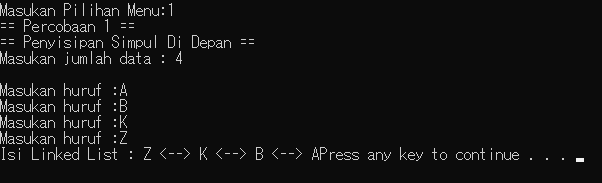 Masukan Pilihan Menu:1
== Percobaan 1 ==
== Penyisipan Simpul Di Depan ==
Masukan jumlah data : 4
Masukan huruf :A
Masukan huruf :B
Masukan huruf :K
Masukan huruf :Z
Isi Linked List : Z <--> K <--> B <--> APress any key to continue . . .